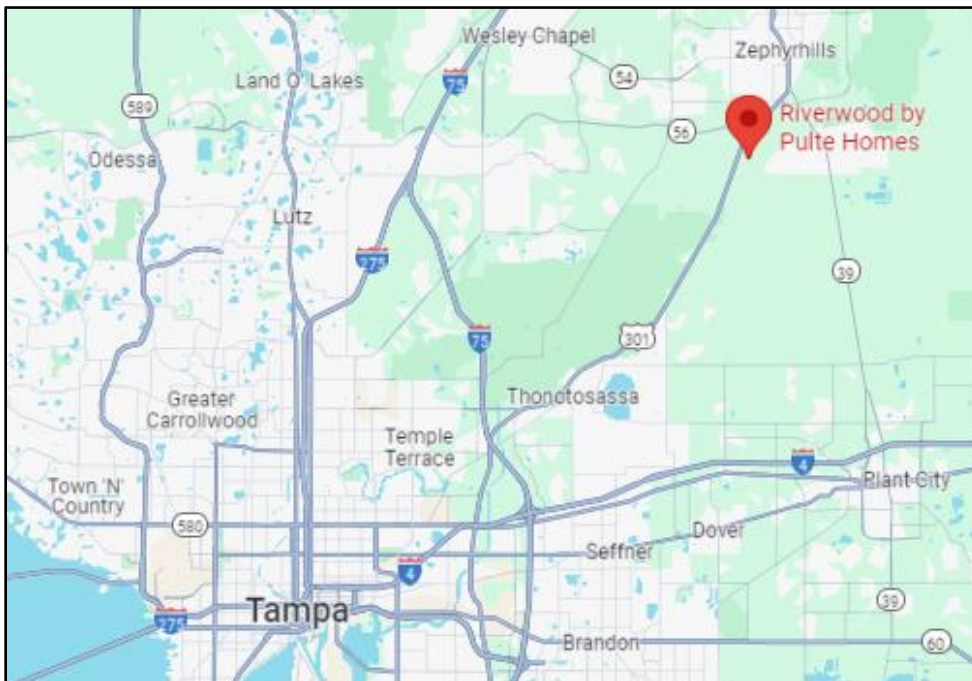 Wesley Chapel
Zephyrhills
54
Land O' Lakes
75
589
Riverwood by
Pulte Homes
56
Odessa
Lutz
275
39
75
301
Thonotosassa
Greater
Carrollwood
Temple
Terrace
4
Plant City
Town 'N'
Country
580
Dover
Seffner
4
39
Tampa
275
Brandon
60